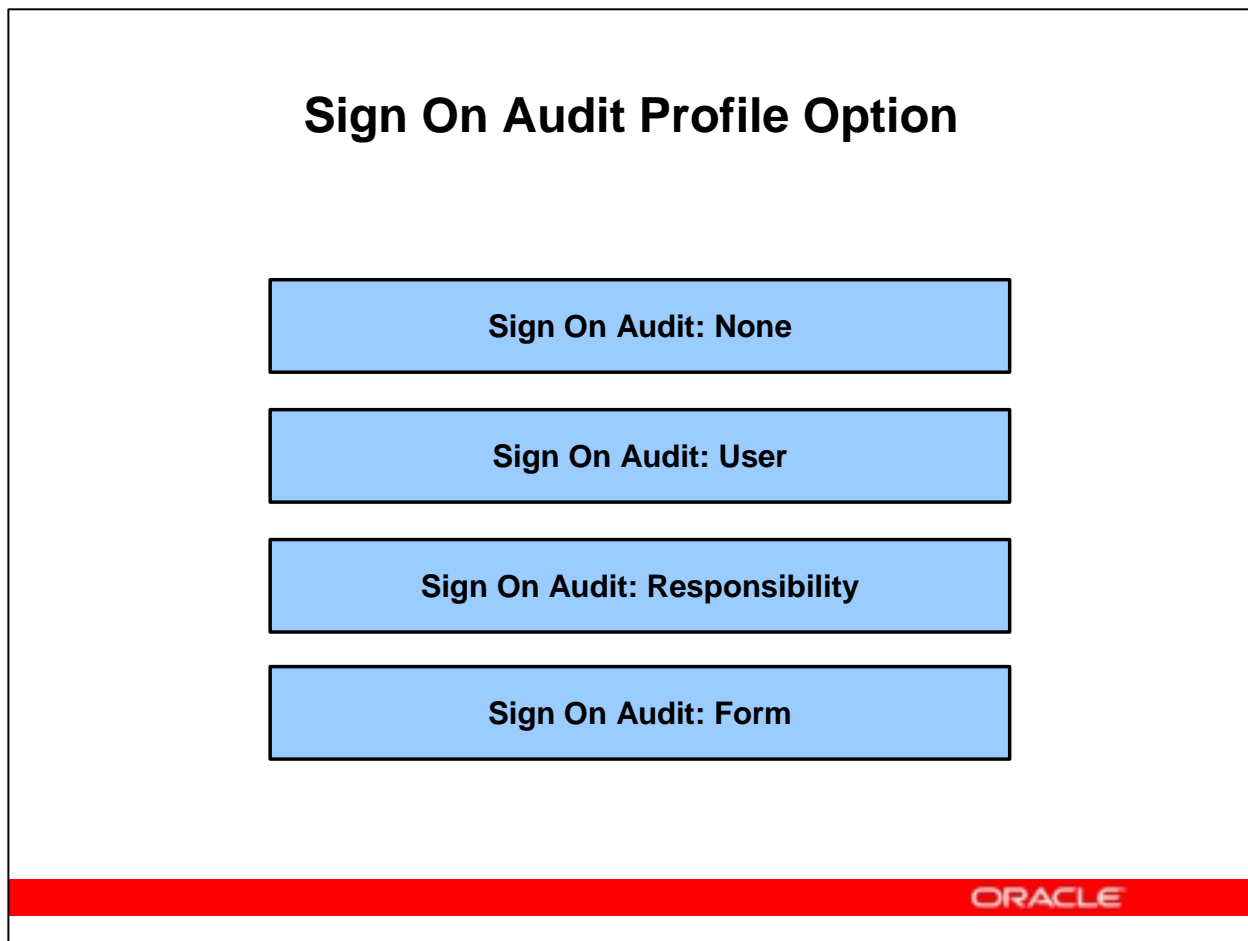 Sign On Audit Profile Option
Sign On Audit: None
Sign On Audit: User
Sign On Audit: Responsibility
Sign On Audit: Form
ORACLE